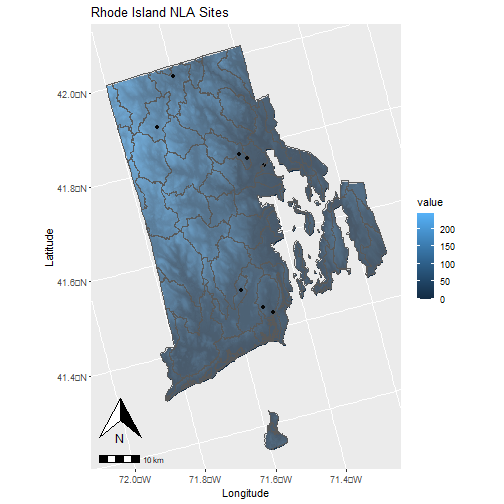 Rhode Island NLA Sites
42.0□N
41.8□N
41.6□N
41.4□N
Latitude
N
10 km
72.0□W
71.8□W
71.6□W
71.4□W
Longitude
value
200
150
100
50
0